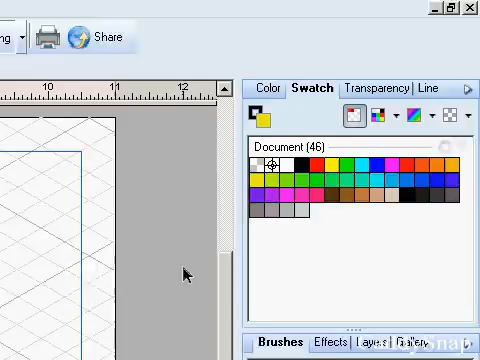 ng
Share
10
11
12
Color
Swatch
Transparency
Line
Document (46)
Brushes
Effects
Layers
Gallery